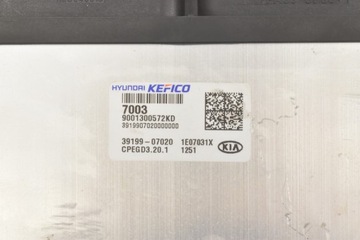 HYUNDAI KEFICO
7003
9001300572KD
3919907020000000
39199-07020 1E07031X
CPEGD3.20.1 1251
KIA